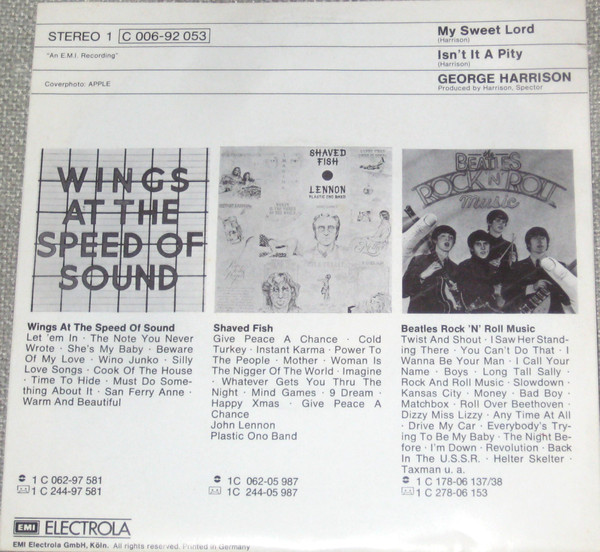 STEREO 1 C 006-92 053
"An E.M.I. Recording"
Coverphoto: APPLE
My Sweet Lord
(Harrison)
Isn't It A Pity
(Harrison)
GEORGE HARRISON
Produced by Harrison, Spector
WINGS
AT THE
SPEED OF
SOUND
SHAVED
FISH
LENNON
PLASTIC ONO BAND
BEATLES
ROCK 'N' ROLL
Music
Wings At The Speed Of Sound
Let 'em In · The Note You Never
Wrote · She's My Baby · Beware
Of My Love · Wino Junko · Silly
Love Songs · Cook Of The House
· Time To Hide · Must Do Some-
thing About It · San Ferry Anne ·
Warm And Beautiful
1 C 062-97 581
1 C 244-97 581
Shaved Fish
Give Peace A Chance · Cold
Turkey · Instant Karma · Power To
The People · Mother · Woman Is
The Nigger Of The World · Imagine
· Whatever Gets You Thru The
Night · Mind Games · 9 Dream ·
Happy Xmas · Give Peace A
Chance
John Lennon
Plastic Ono Band
1C 062-05 987
1C 244-05 987
Beatles Rock 'N' Roll Music
Twist And Shout · I Saw Her Stand-
ing There · You Can't Do That · I
Wanna Be Your Man · I Call Your
Name · Boys · Long Tall Sally ·
Rock And Roll Music · Slowdown ·
Kansas City · Money · Bad Boy ·
Matchbox · Roll Over Beethoven ·
Dizzy Miss Lizzy · Any Time At All
· Drive My Car · Everybody's Try-
ing To Be My Baby · The Night Be-
fore · I'm Down · Revolution · Back
In The U.S.S.R. · Helter Skelter ·
Taxman u. a.
1 C 178-06 137/38
1 C 278-06 153
EMI ELECTROLA
EMI Electrola GmbH, Köln. All rights reserved. Printed in Germany